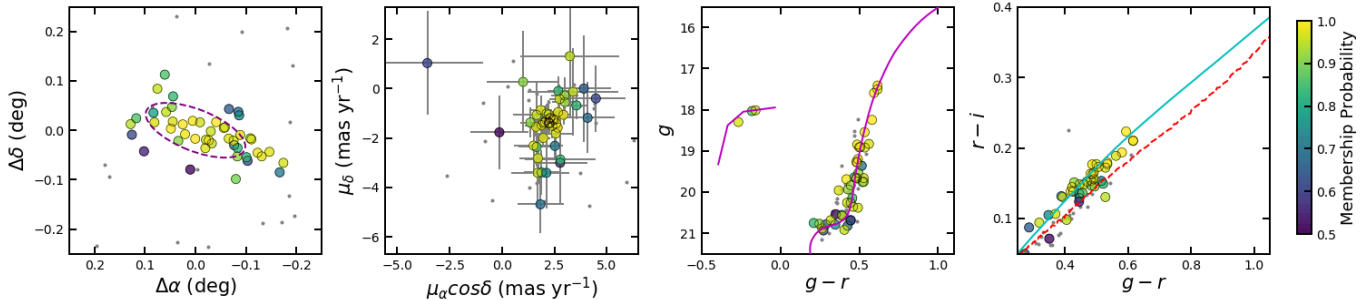 0.2
0.1
0.0
−0.1
−0.2
0.2 0.1 0.0 −0.1 −0.2
Δδ (deg)
Δα (deg)
2
0
−2
−4
−6
−5.0 −2.5 0.0 2.5 5.0
μδ (mas yr⁻¹)
μαcosδ (mas yr⁻¹)
16
17
18
19
20
21
−0.5 0.0 0.5 1.0
g
g − r
0.4
0.3
0.2
0.1
0.4 0.6 0.8 1.0
r − i
g − r
1.0
0.9
0.8
0.7
0.6
0.5
Membership Probability